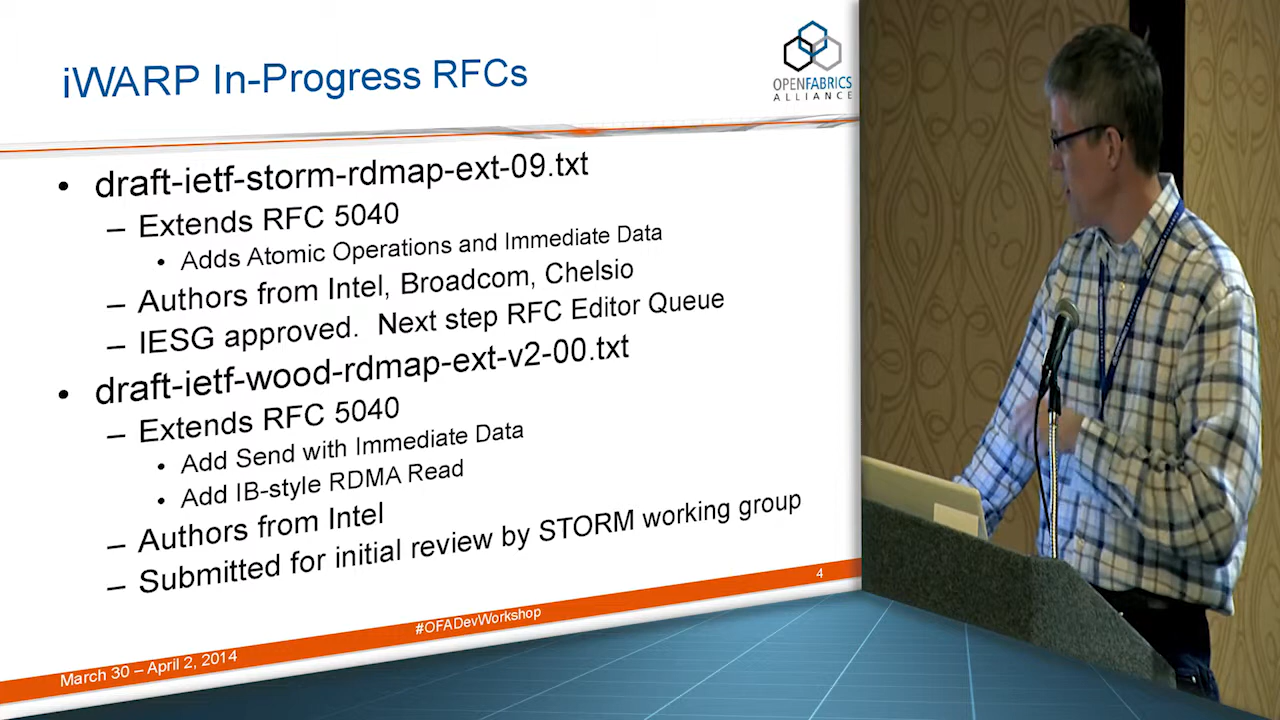 iWARP In-Progress RFCs
OPENFABRICS
ALLIANCE
• draft-ietf-storm-rdmap-ext-09.txt
– Extends RFC 5040
• Adds Atomic Operations and Immediate Data
– Authors from Intel, Broadcom, Chelsio
– IESG approved.  Next step RFC Editor Queue
• draft-ietf-wood-rdmap-ext-v2-00.txt
– Extends RFC 5040
• Add Send with Immediate Data
• Add IB-style RDMA Read
– Authors from Intel
– Submitted for initial review by STORM working group
March 30 – April 2, 2014
#OFADevWorkshop
4